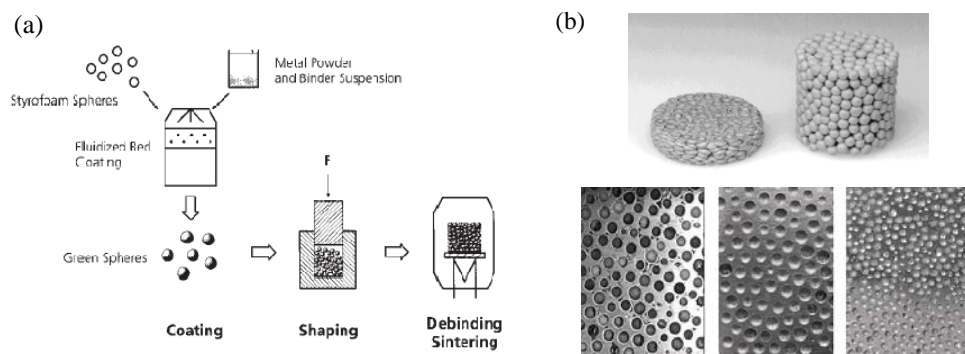 (a)
Styrofoam Spheres
Metal Powder
and Binder Suspension
Fluidized Bed
Coating
F
Green Spheres
Coating
Shaping
Debinding
Sintering
(b)